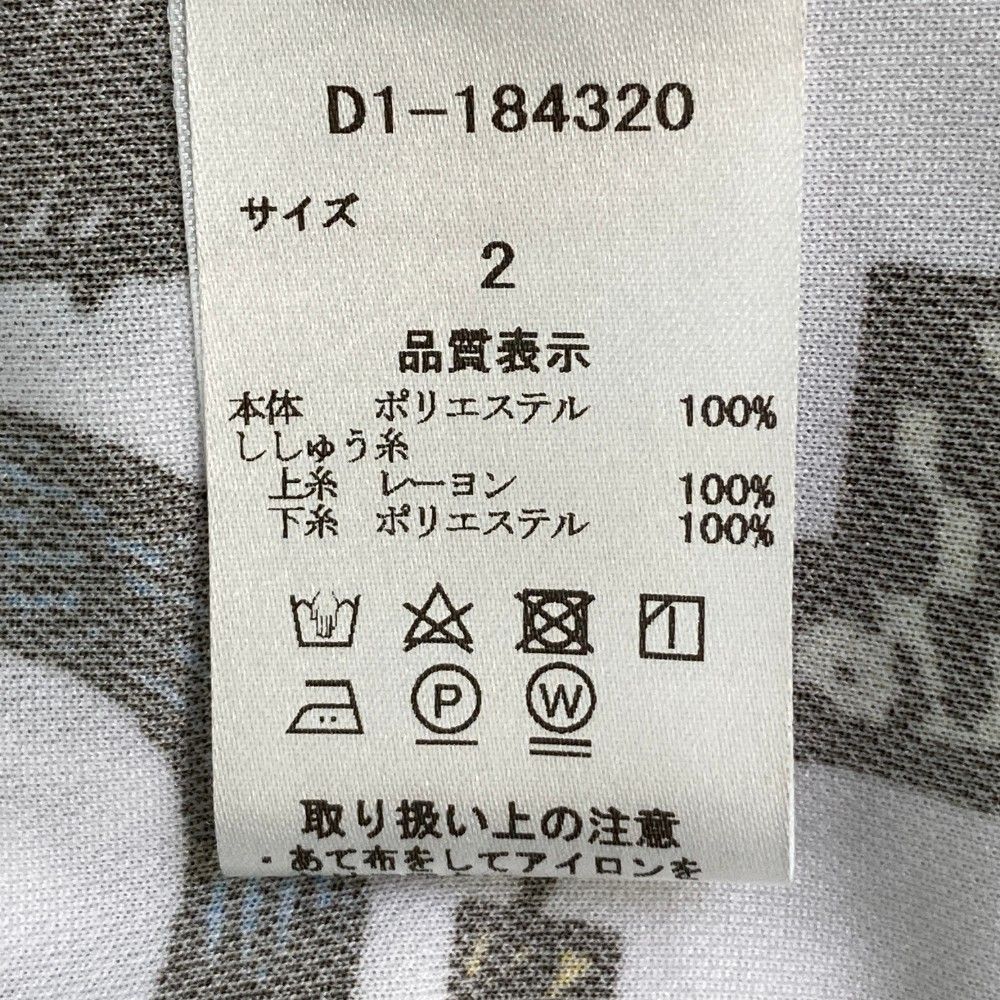 D1-184320
サイズ
2
品質表示
本体 ポリエステル 100%
ししゅう糸
上糸 レーヨン 100%
下糸 ポリエステル 100%
P W
取り扱い上の注意
・あて布をしてアイロンを